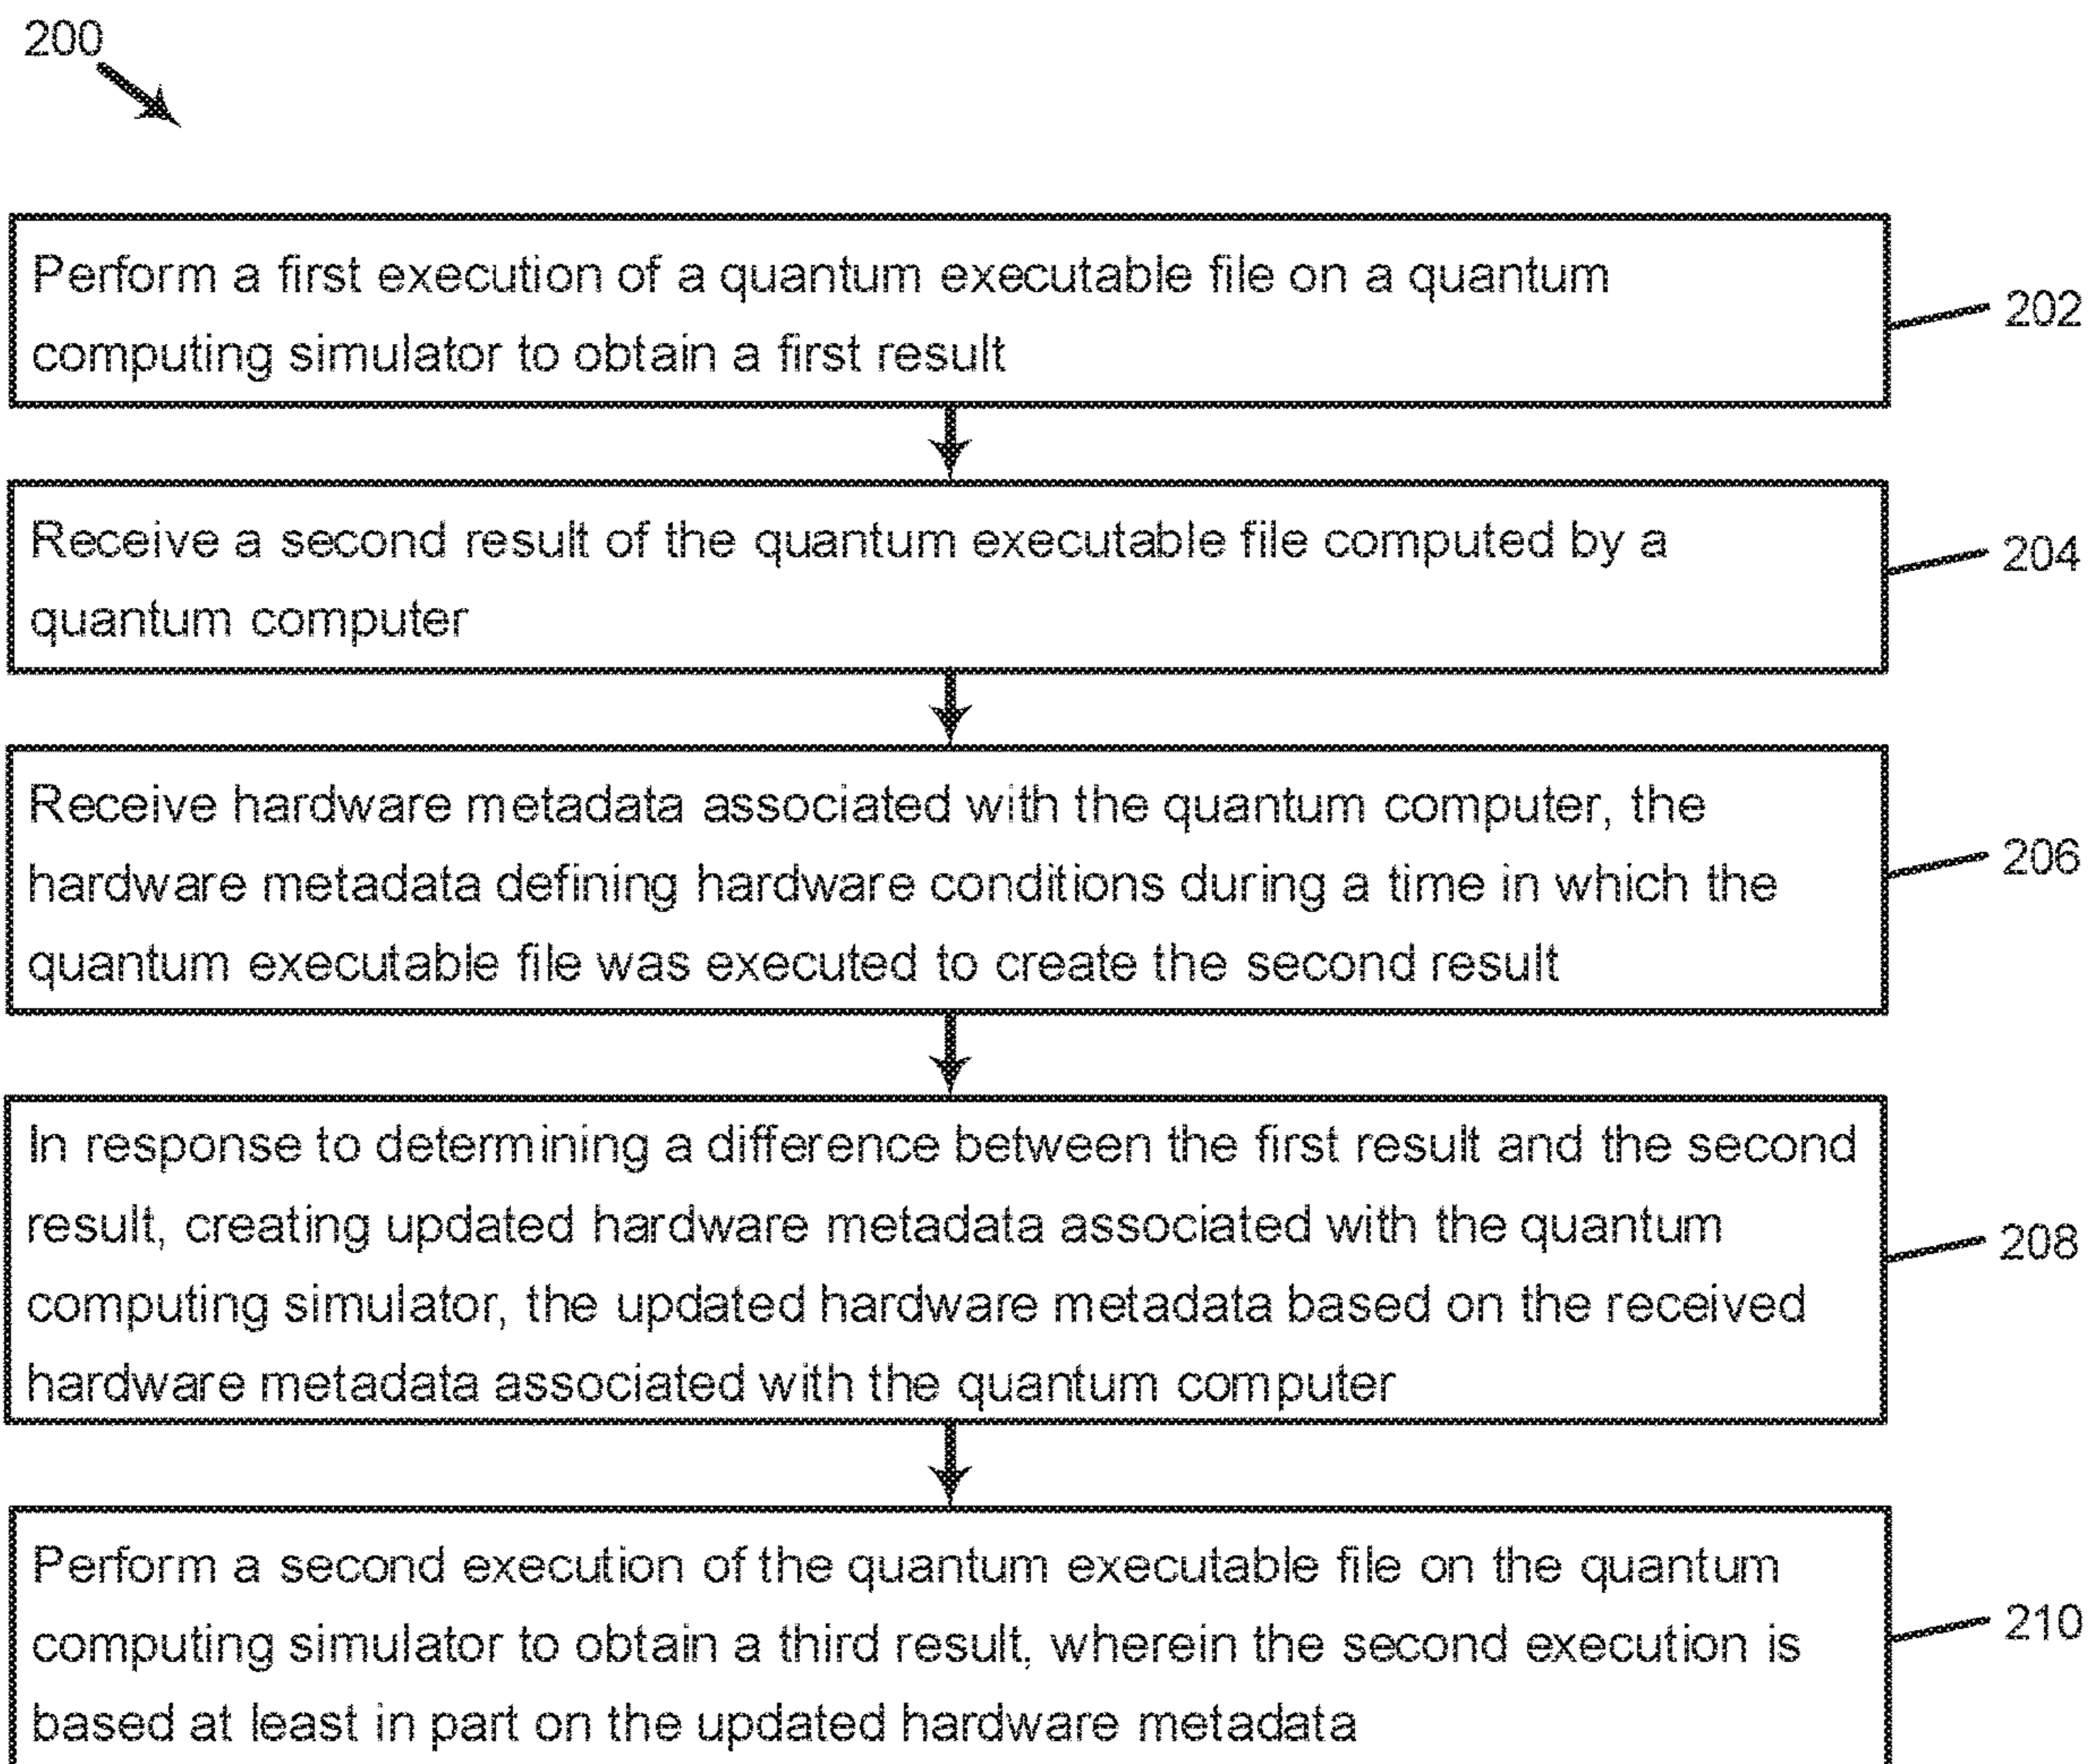 200
Perform a first execution of a quantum executable file on a quantum
computing simulator to obtain a first result
202
Receive a second result of the quantum executable file computed by a
quantum computer
204
Receive hardware metadata associated with the quantum computer, the
hardware metadata defining hardware conditions during a time in which the
quantum executable file was executed to create the second result
206
In response to determining a difference between the first result and the second
result, creating updated hardware metadata associated with the quantum
computing simulator, the updated hardware metadata based on the received
hardware metadata associated with the quantum computer
208
Perform a second execution of the quantum executable file on the quantum
computing simulator to obtain a third result, wherein the second execution is
based at least in part on the updated hardware metadata
210